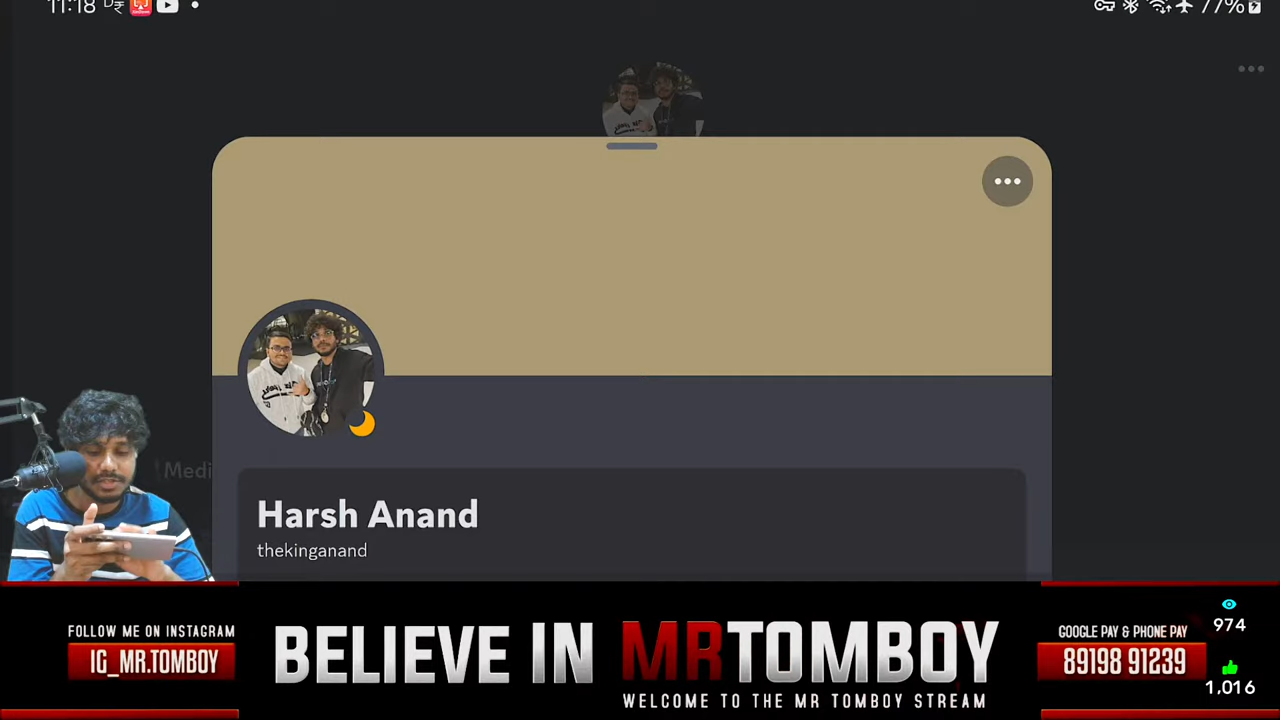 11:18
77%
Medi
Harsh Anand
thekinganand
FOLLOW ME ON INSTAGRAM
IG_MR.TOMBOY
BELIEVE IN MRTOMBOY
WELCOME TO THE MR TOMBOY STREAM
GOOGLE PAY & PHONE PAY
89198 91239
974
1,016